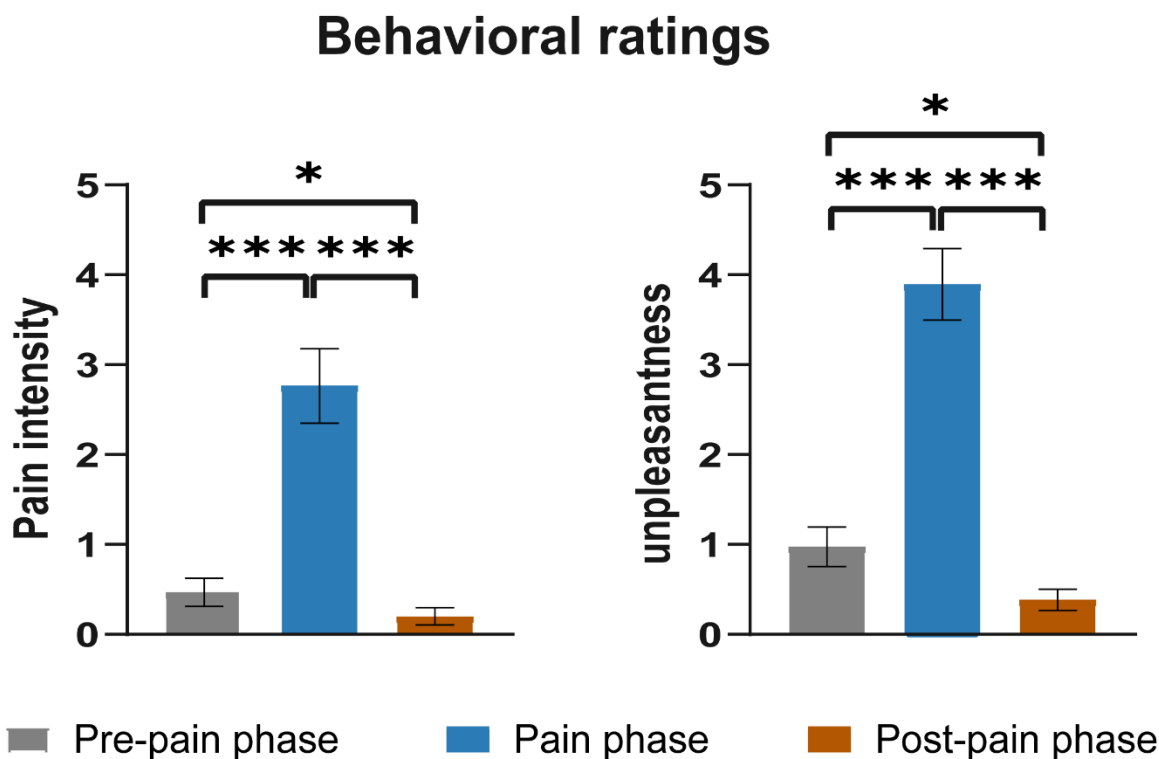 Behavioral ratings
*
*** ***
5
4
3
2
1
0
Pain intensity
*
*** ***
5
4
3
2
1
0
unpleasantness
Pre-pain phase
Pain phase
Post-pain phase